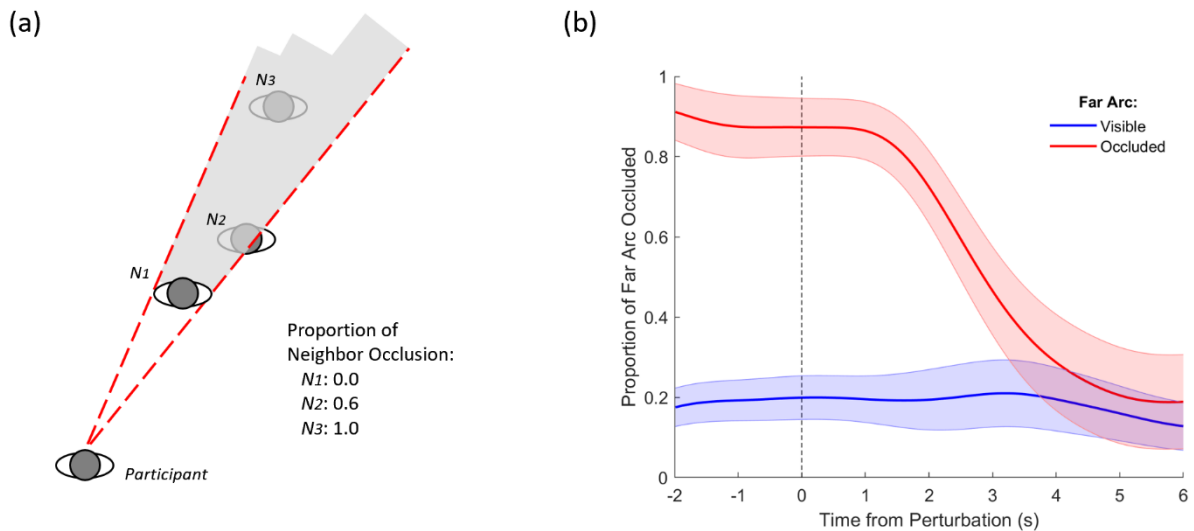 (a)
N3
N2
N1
Proportion of
Neighbor Occlusion:
N1: 0.0
N2: 0.6
N3: 1.0
Participant
(b)
Proportion of Far Arc Occluded
1
0.8
0.6
0.4
0.2
0
Far Arc:
Visible
Occluded
-2 -1 0 1 2 3 4 5 6
Time from Perturbation (s)